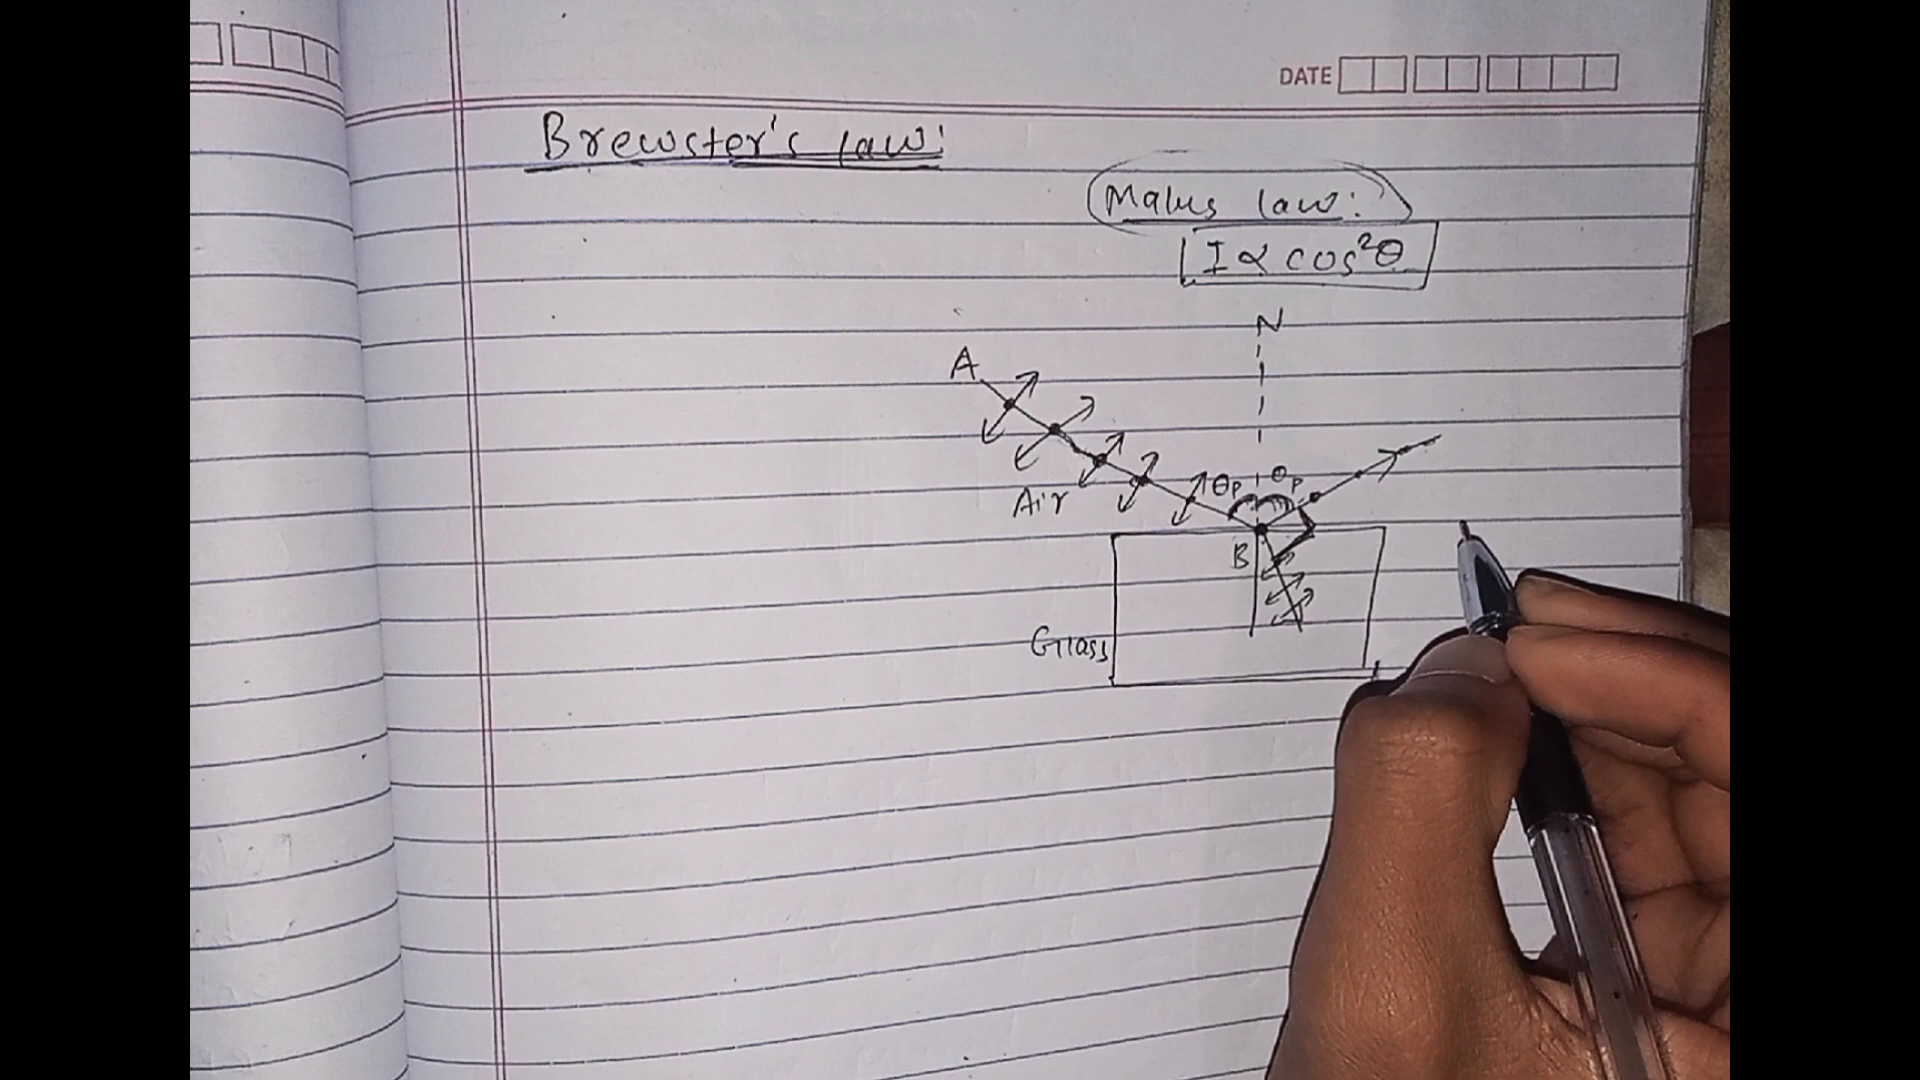 DATE
Brewster's law:
Malus law:
I ∝ cos²θ
N
A
θp θp
Air
B
Glass